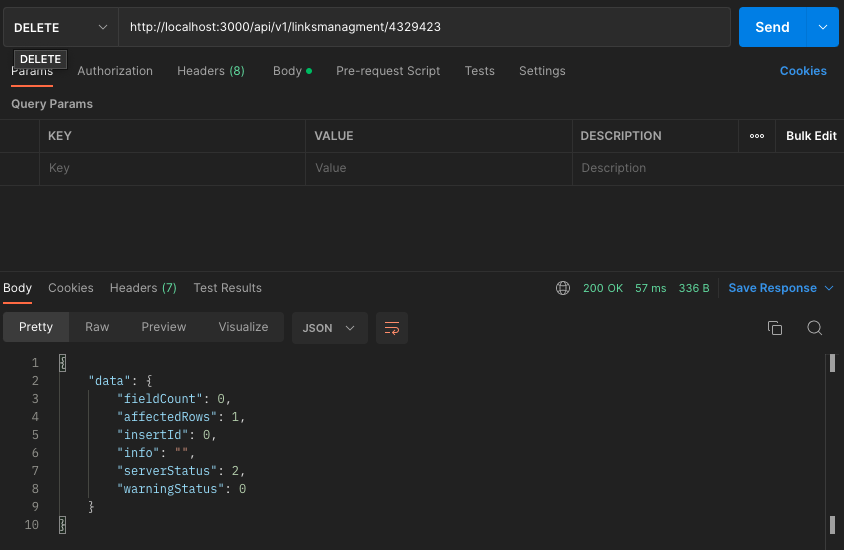 DELETE http://localhost:3000/api/v1/linksmanagment/4329423 Send
DELETE
Params Authorization Headers (8) Body Pre-request Script Tests Settings Cookies
Query Params
KEY VALUE DESCRIPTION Bulk Edit
Key Value Description
Body Cookies Headers (7) Test Results 200 OK 57 ms 336 B Save Response
Pretty Raw Preview Visualize JSON
1 {
2 "data": {
3 "fieldCount": 0,
4 "affectedRows": 1,
5 "insertId": 0,
6 "info": "",
7 "serverStatus": 2,
8 "warningStatus": 0
9 }
10 }